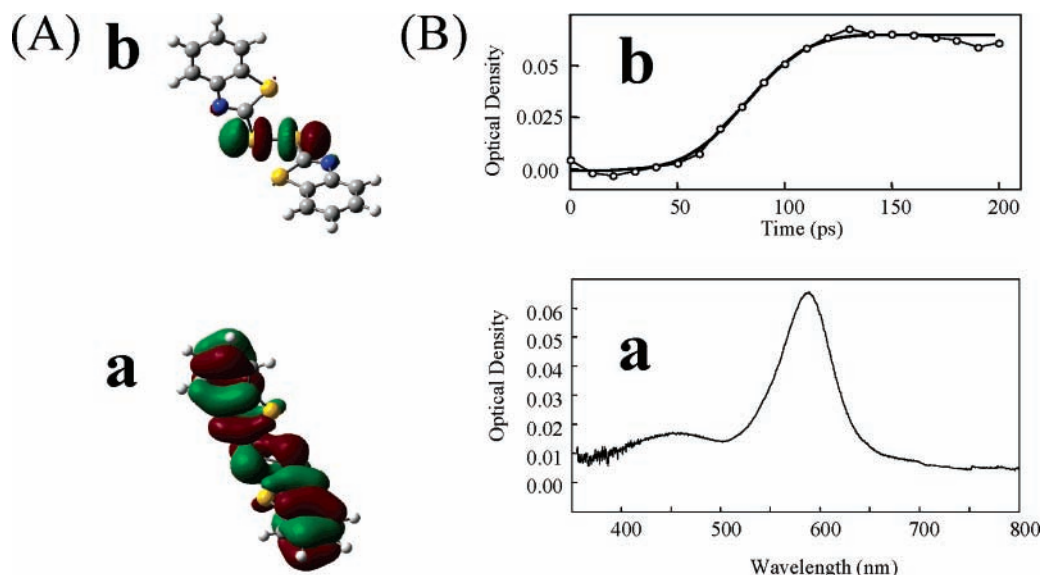 (A)
b
a
(B)
b
Optical Density
0.05
0.025
0.00
0 50 100 150 200
Time (ps)
a
Optical Density
0.06
0.05
0.04
0.03
0.02
0.01
0.00
400 500 600 700 800
Wavelength (nm)